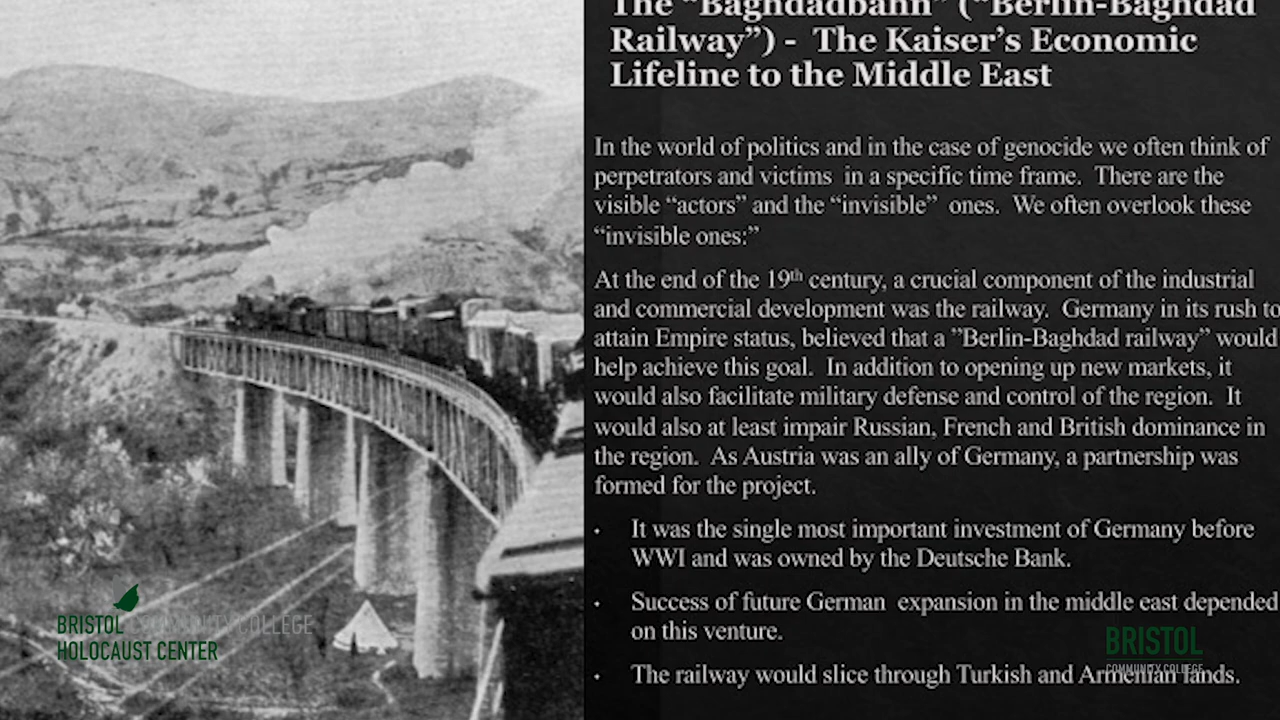 The “Baghdadbahn” (“Berlin-Baghdad
Railway”) -  The Kaiser’s Economic
Lifeline to the Middle East
In the world of politics and in the case of genocide we often think of
perpetrators and victims  in a specific time frame.  There are the
visible “actors” and the “invisible”  ones.  We often overlook these
“invisible ones:”
At the end of the 19th century, a crucial component of the industrial
and commercial development was the railway.  Germany in its rush to
attain Empire status, believed that a ”Berlin-Baghdad railway” would
help achieve this goal.  In addition to opening up new markets, it
would also facilitate military defense and control of the region.  It
would also at least impair Russian, French and British dominance in
the region.  As Austria was an ally of Germany, a partnership was
formed for the project.
• It was the single most important investment of Germany before
WWI and was owned by the Deutsche Bank.
• Success of future German  expansion in the middle east depended
on this venture.
• The railway would slice through Turkish and Armenian lands.
BRISTOL COMMUNITY COLLEGE
HOLOCAUST CENTER
BRISTOL
COMMUNITY COLLEGE